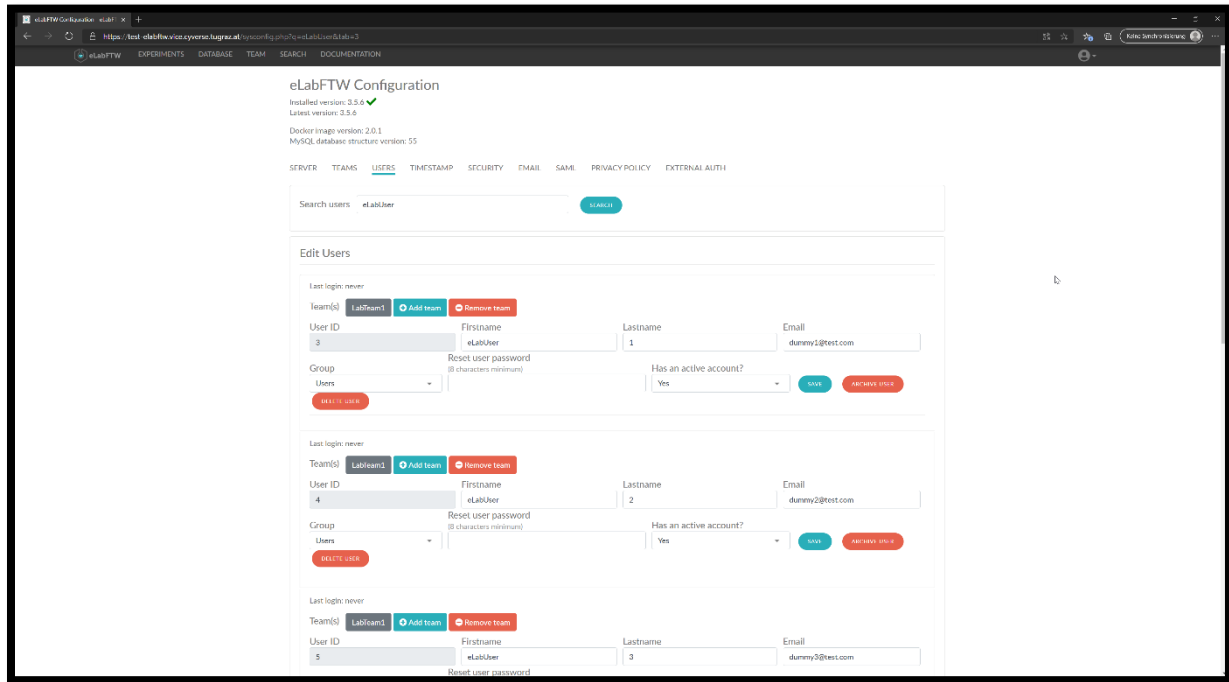 eLabFTW Configuration - eLabFT
https://test-elabftw.vice.cyverse.tugraz.at/sysconfig.php?q=eLabUser&tab=3
Keine Synchronisierung
eLabFTW EXPERIMENTS DATABASE TEAM SEARCH DOCUMENTATION
eLabFTW Configuration
Installed version: 3.5.6
Latest version: 3.5.6
Docker image version: 2.0.1
MySQL database structure version: 55
SERVER TEAMS USERS TIMESTAMP SECURITY EMAIL SAML PRIVACY POLICY EXTERNAL AUTH
Search users eLabUser SEARCH
Edit Users
Last login: never
Team(s) LabTeam1 Add team Remove team
User ID Firstname Lastname Email
3 eLabUser 1 dummy1@test.com
Reset user password
Group (8 characters minimum) Has an active account?
Users Yes SAVE ARCHIVE USER
DELETE USER
Last login: never
Team(s) LabTeam1 Add team Remove team
User ID Firstname Lastname Email
4 eLabUser 2 dummy2@test.com
Reset user password
Group (8 characters minimum) Has an active account?
Users Yes SAVE ARCHIVE USER
DELETE USER
Last login: never
Team(s) LabTeam1 Add team Remove team
User ID Firstname Lastname Email
5 eLabUser 3 dummy3@test.com
Reset user password